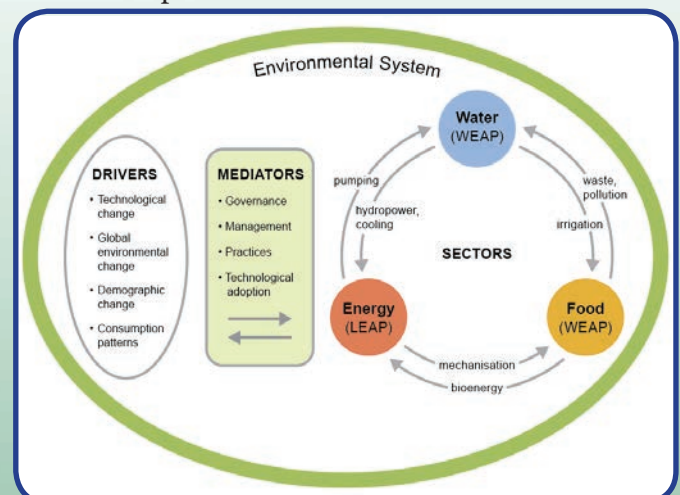 Environmental System
DRIVERS
• Technological
change
• Global
environmental
change
• Demographic
change
• Consumption
patterns
MEDIATORS
• Governance
• Management
• Practices
• Technological
adoption
Water
(WEAP)
pumping
hydropower,
cooling
waste,
pollution
irrigation
SECTORS
Energy
(LEAP)
Food
(WEAP)
mechanisation
bioenergy